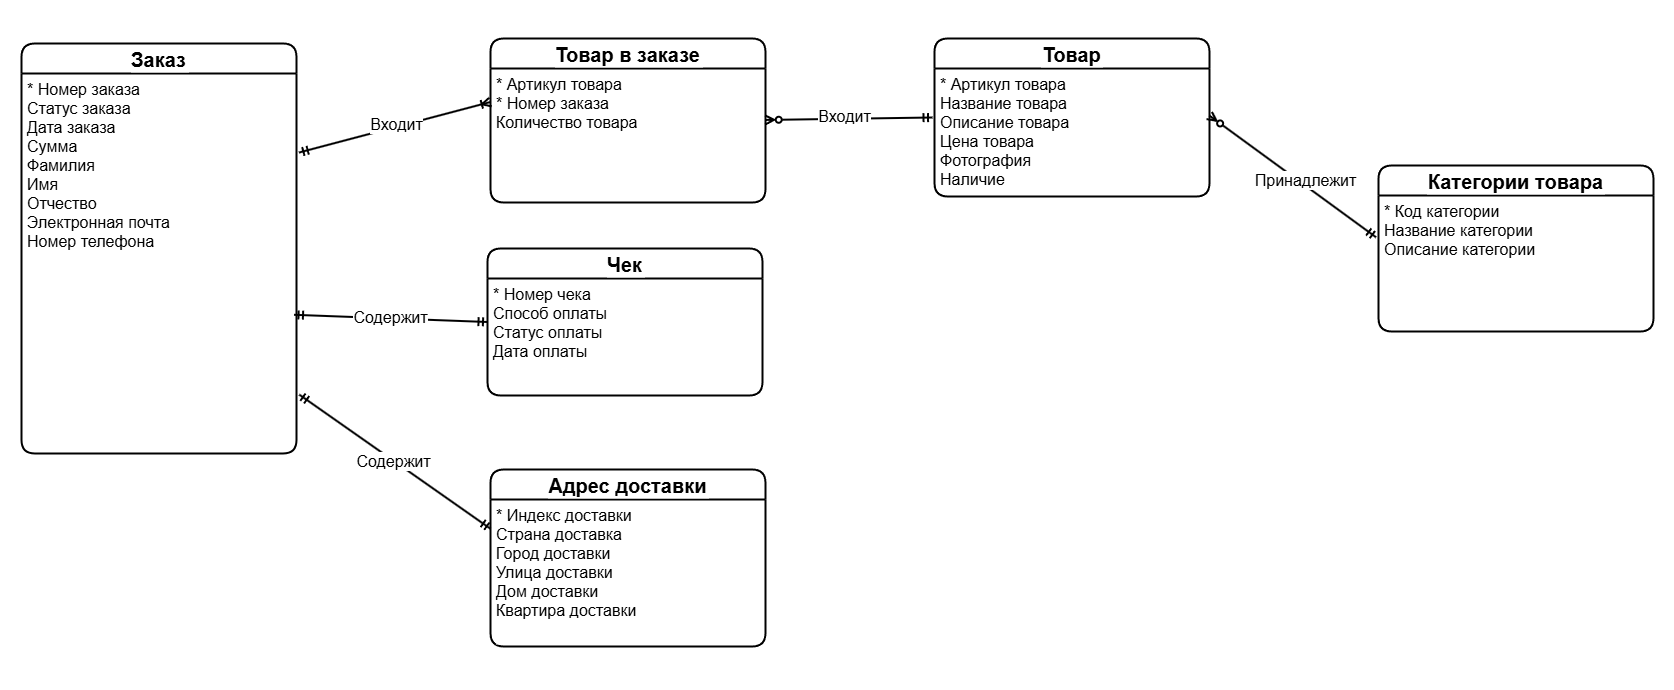 Заказ
* Номер заказа
Статус заказа
Дата заказа
Сумма
Фамилия
Имя
Отчество
Электронная почта
Номер телефона
Входит
Товар в заказе
* Артикул товара
* Номер заказа
Количество товара
Входит
Товар
* Артикул товара
Название товара
Описание товара
Цена товара
Фотография
Наличие
Принадлежит
Категории товара
* Код категории
Название категории
Описание категории
Содержит
Чек
* Номер чека
Способ оплаты
Статус оплаты
Дата оплаты
Содержит
Адрес доставки
* Индекс доставки
Страна доставка
Город доставки
Улица доставки
Дом доставки
Квартира доставки